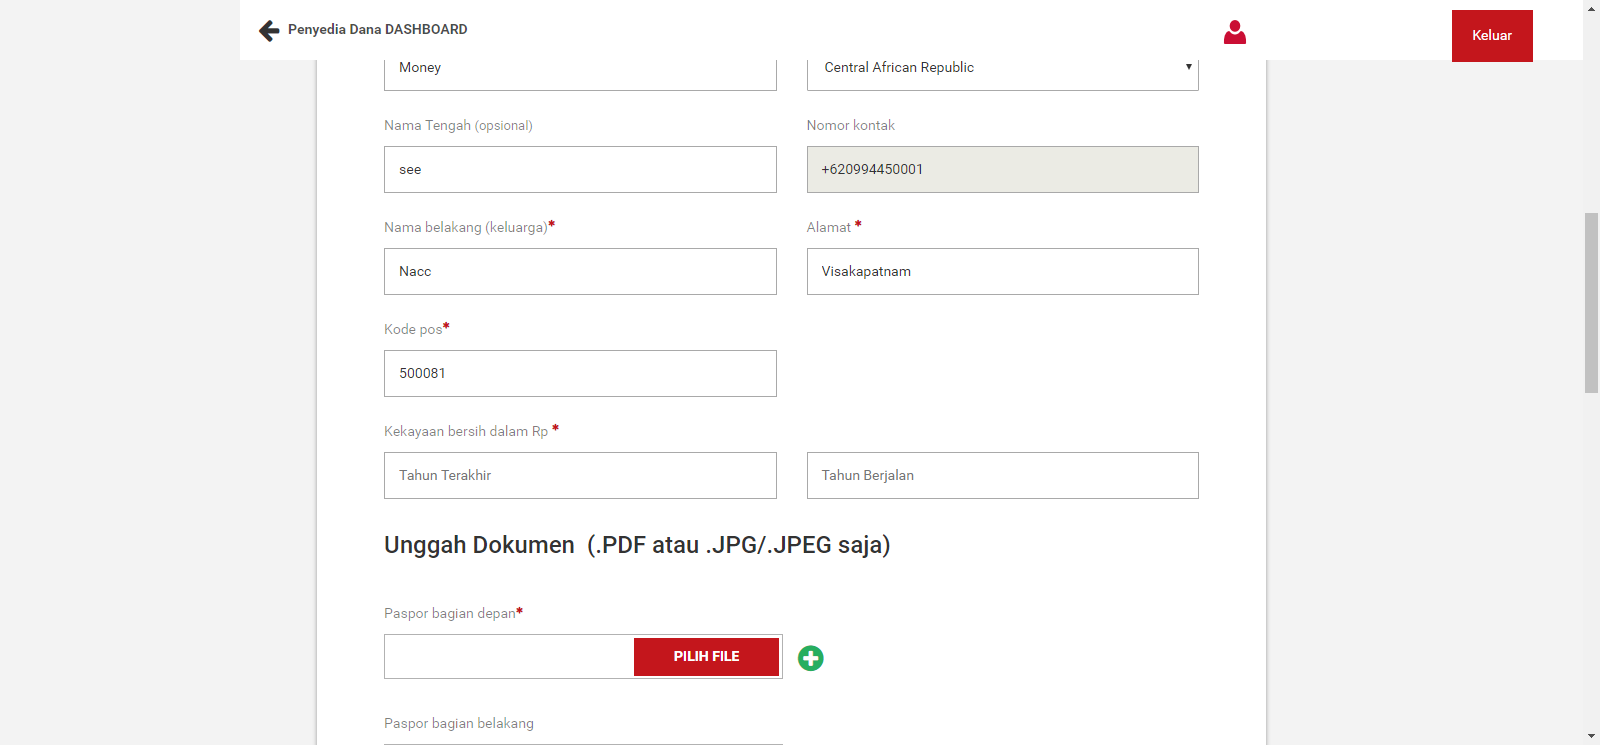 Penyedia Dana DASHBOARD
Keluar
Money
Central African Republic
Nama Tengah (opsional)
Nomor kontak
see
+620994450001
Nama belakang (keluarga)*
Alamat *
Nacc
Visakapatnam
Kode pos*
500081
Kekayaan bersih dalam Rp *
Tahun Terakhir
Tahun Berjalan
Unggah Dokumen (.PDF atau .JPG/.JPEG saja)
Paspor bagian depan*
PILIH FILE
Paspor bagian belakang